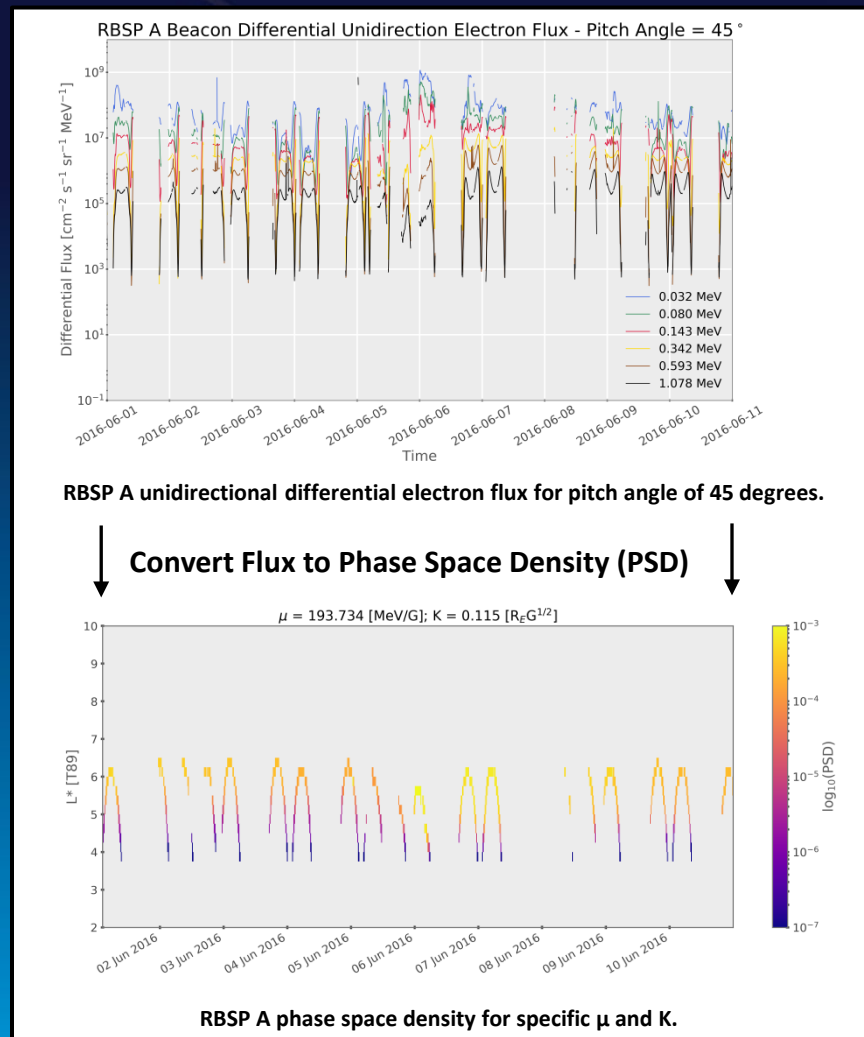 RBSP A Beacon Differential Unidirection Electron Flux - Pitch Angle = 45°
Differential Flux [cm⁻² s⁻¹ sr⁻¹ MeV⁻¹]
10⁹
10⁷
10⁵
10³
10¹
10⁻¹
0.032 MeV
0.080 MeV
0.143 MeV
0.342 MeV
0.593 MeV
1.078 MeV
2016-06-01
2016-06-02
2016-06-03
2016-06-04
2016-06-05
2016-06-06
2016-06-07
2016-06-08
2016-06-09
2016-06-10
2016-06-11
Time
RBSP A unidirectional differential electron flux for pitch angle of 45 degrees.
Convert Flux to Phase Space Density (PSD)
μ = 193.734 [MeV/G]; K = 0.115 [R_EG^{1/2}]
L* [T89]
10
9
8
7
6
5
4
3
2
02 Jun 2016
03 Jun 2016
04 Jun 2016
05 Jun 2016
06 Jun 2016
07 Jun 2016
08 Jun 2016
09 Jun 2016
10 Jun 2016
10⁻³
10⁻⁴
10⁻⁵
10⁻⁶
10⁻⁷
log₁₀(PSD)
RBSP A phase space density for specific μ and K.